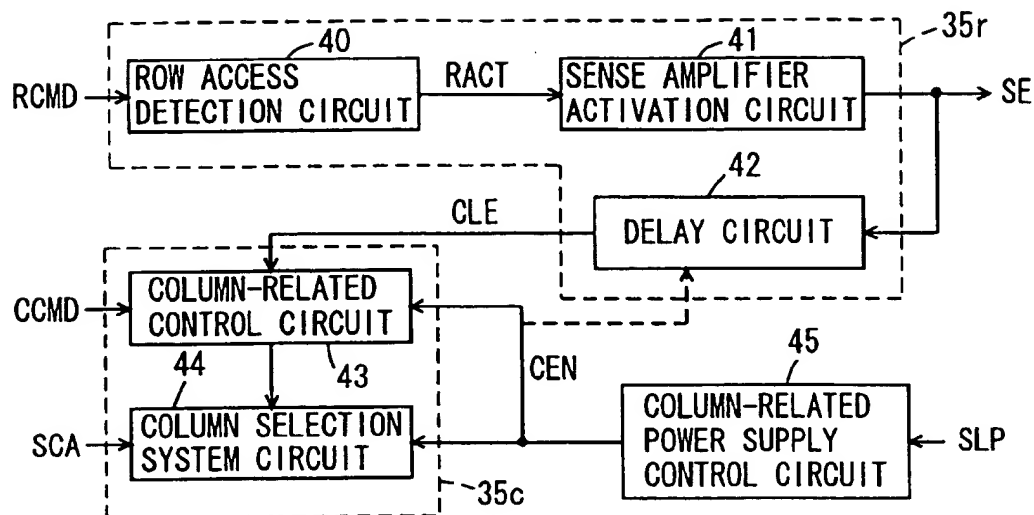 40
41
35r
RCMD
ROW ACCESS
DETECTION CIRCUIT
RACT
SENSE AMPLIFIER
ACTIVATION CIRCUIT
SE
42
CLE
DELAY CIRCUIT
CCMD
COLUMN-RELATED
CONTROL CIRCUIT
44
43
CEN
45
SCA
COLUMN SELECTION
SYSTEM CIRCUIT
COLUMN-RELATED
POWER SUPPLY
CONTROL CIRCUIT
SLP
35c